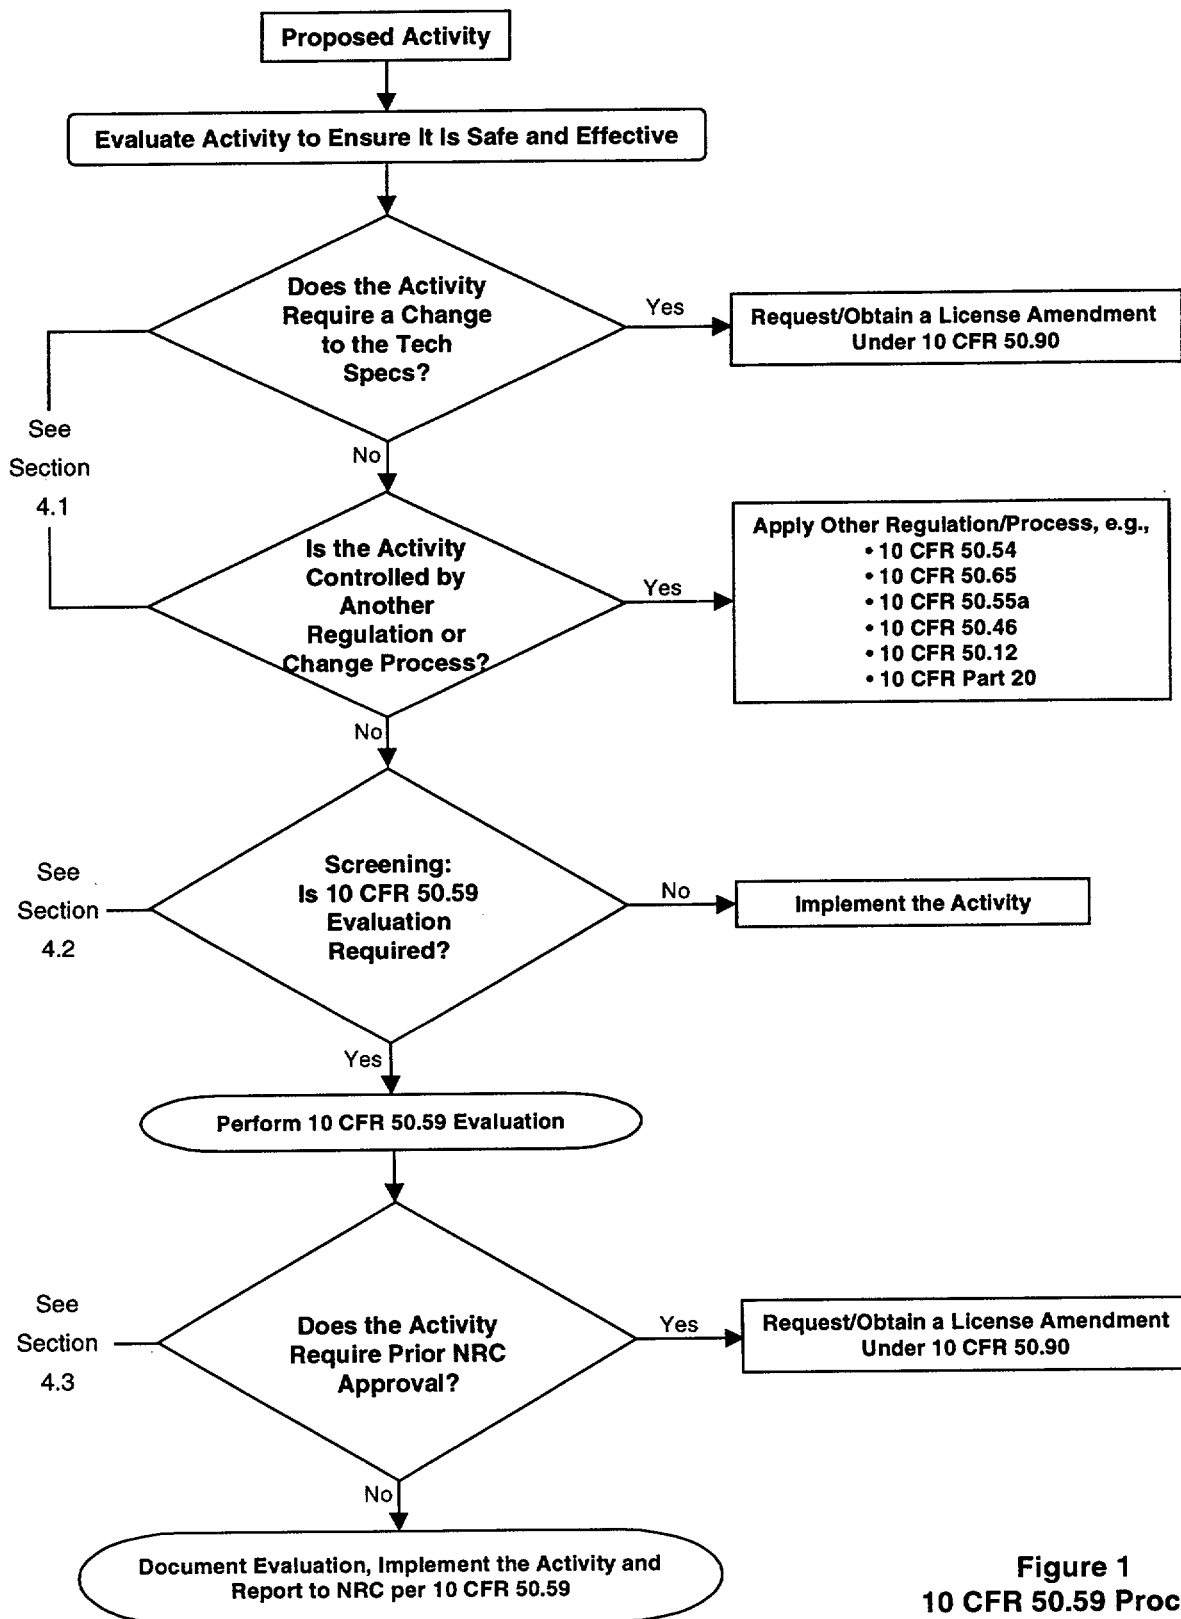 Proposed Activity
Evaluate Activity to Ensure It Is Safe and Effective
Does the Activity
Require a Change
to the Tech
Specs?
Yes
Request/Obtain a License Amendment
Under 10 CFR 50.90
See
Section
4.1
No
Is the Activity
Controlled by
Another
Regulation or
Change Process?
Yes
Apply Other Regulation/Process, e.g.,
• 10 CFR 50.54
• 10 CFR 50.65
• 10 CFR 50.55a
• 10 CFR 50.46
• 10 CFR 50.12
• 10 CFR Part 20
No
See
Section
4.2
Screening:
Is 10 CFR 50.59
Evaluation
Required?
No
Implement the Activity
Yes
Perform 10 CFR 50.59 Evaluation
See
Section
4.3
Does the Activity
Require Prior NRC
Approval?
Yes
Request/Obtain a License Amendment
Under 10 CFR 50.90
No
Document Evaluation, Implement the Activity and
Report to NRC per 10 CFR 50.59
Figure 1
10 CFR 50.59 Proc